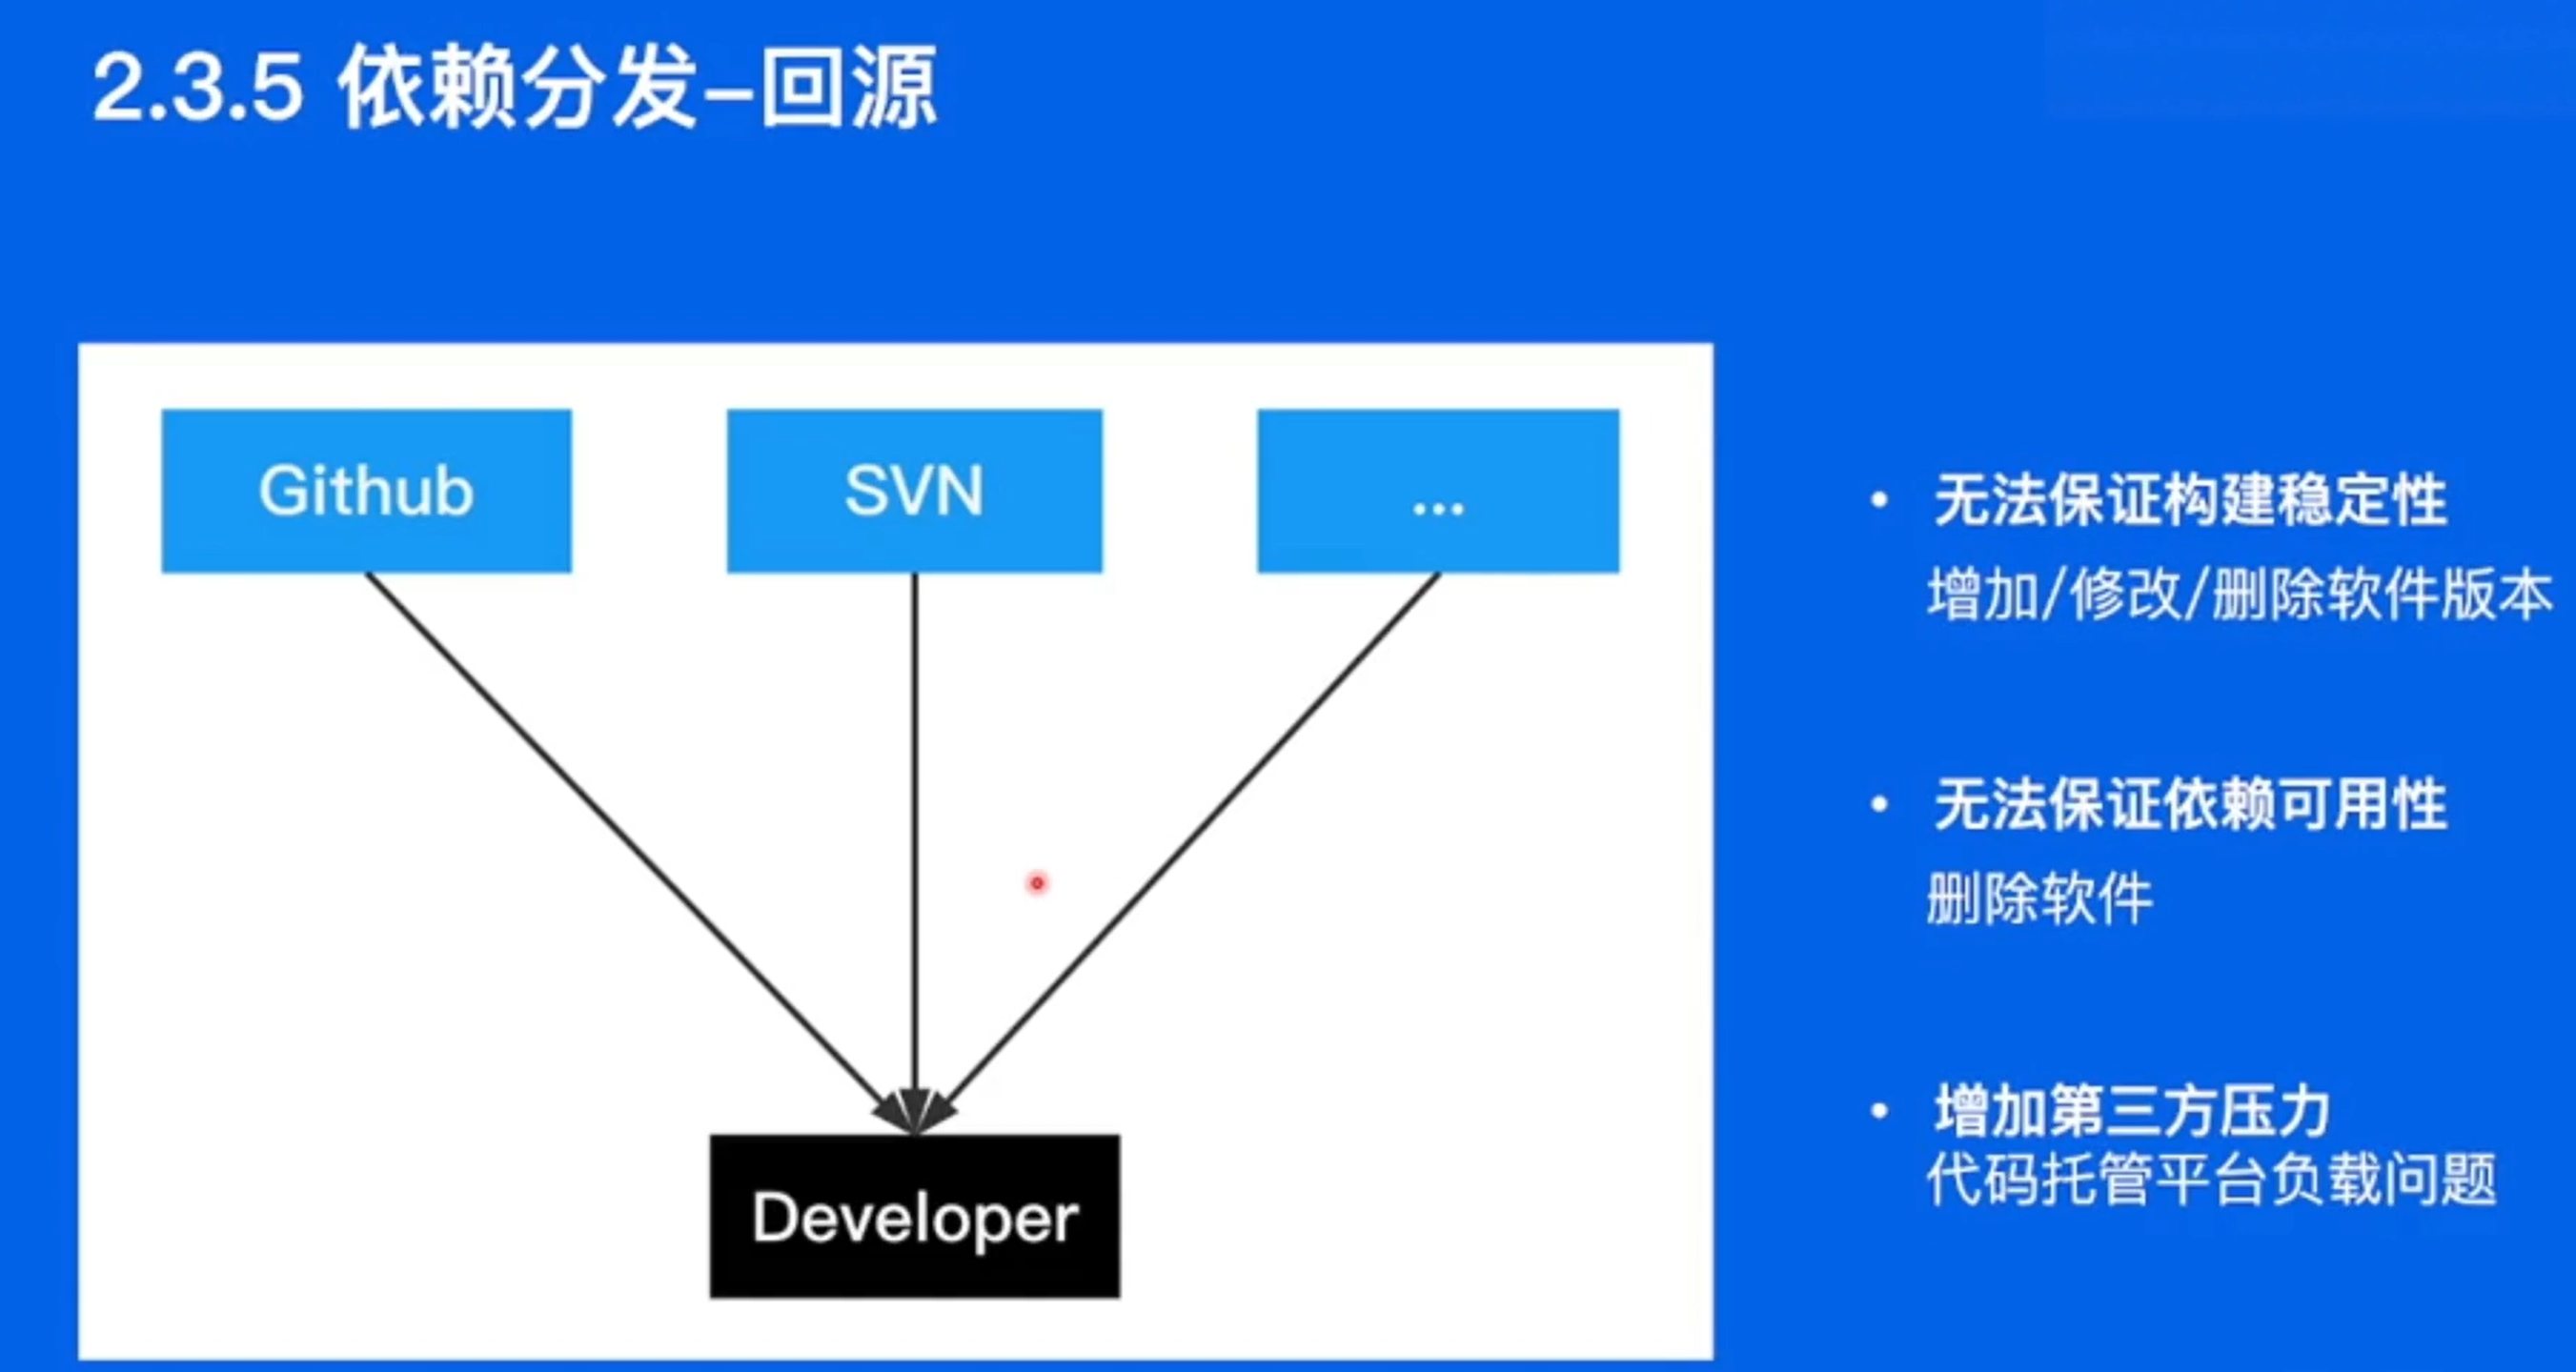 2.3.5 依赖分发–回源
Github
SVN
...
Developer
• 无法保证构建稳定性
增加/修改/删除软件版本
• 无法保证依赖可用性
删除软件
• 增加第三方压力
代码托管平台负载问题